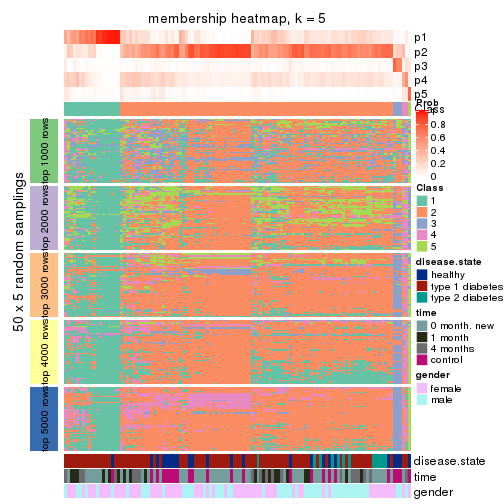 membership heatmap, k = 5
p1
p2
p3
p4
p5
Prob
Class
1
0.8
0.6
0.4
0.2
0
Class
1
2
3
4
5
disease.state
healthy
type 1 diabetes
type 2 diabetes
time
0 month. new
1 month
4 months
control
gender
female
male
50 x 5 random samplings
top 1000 rows
top 2000 rows
top 3000 rows
top 4000 rows
top 5000 rows
disease.state
time
gender